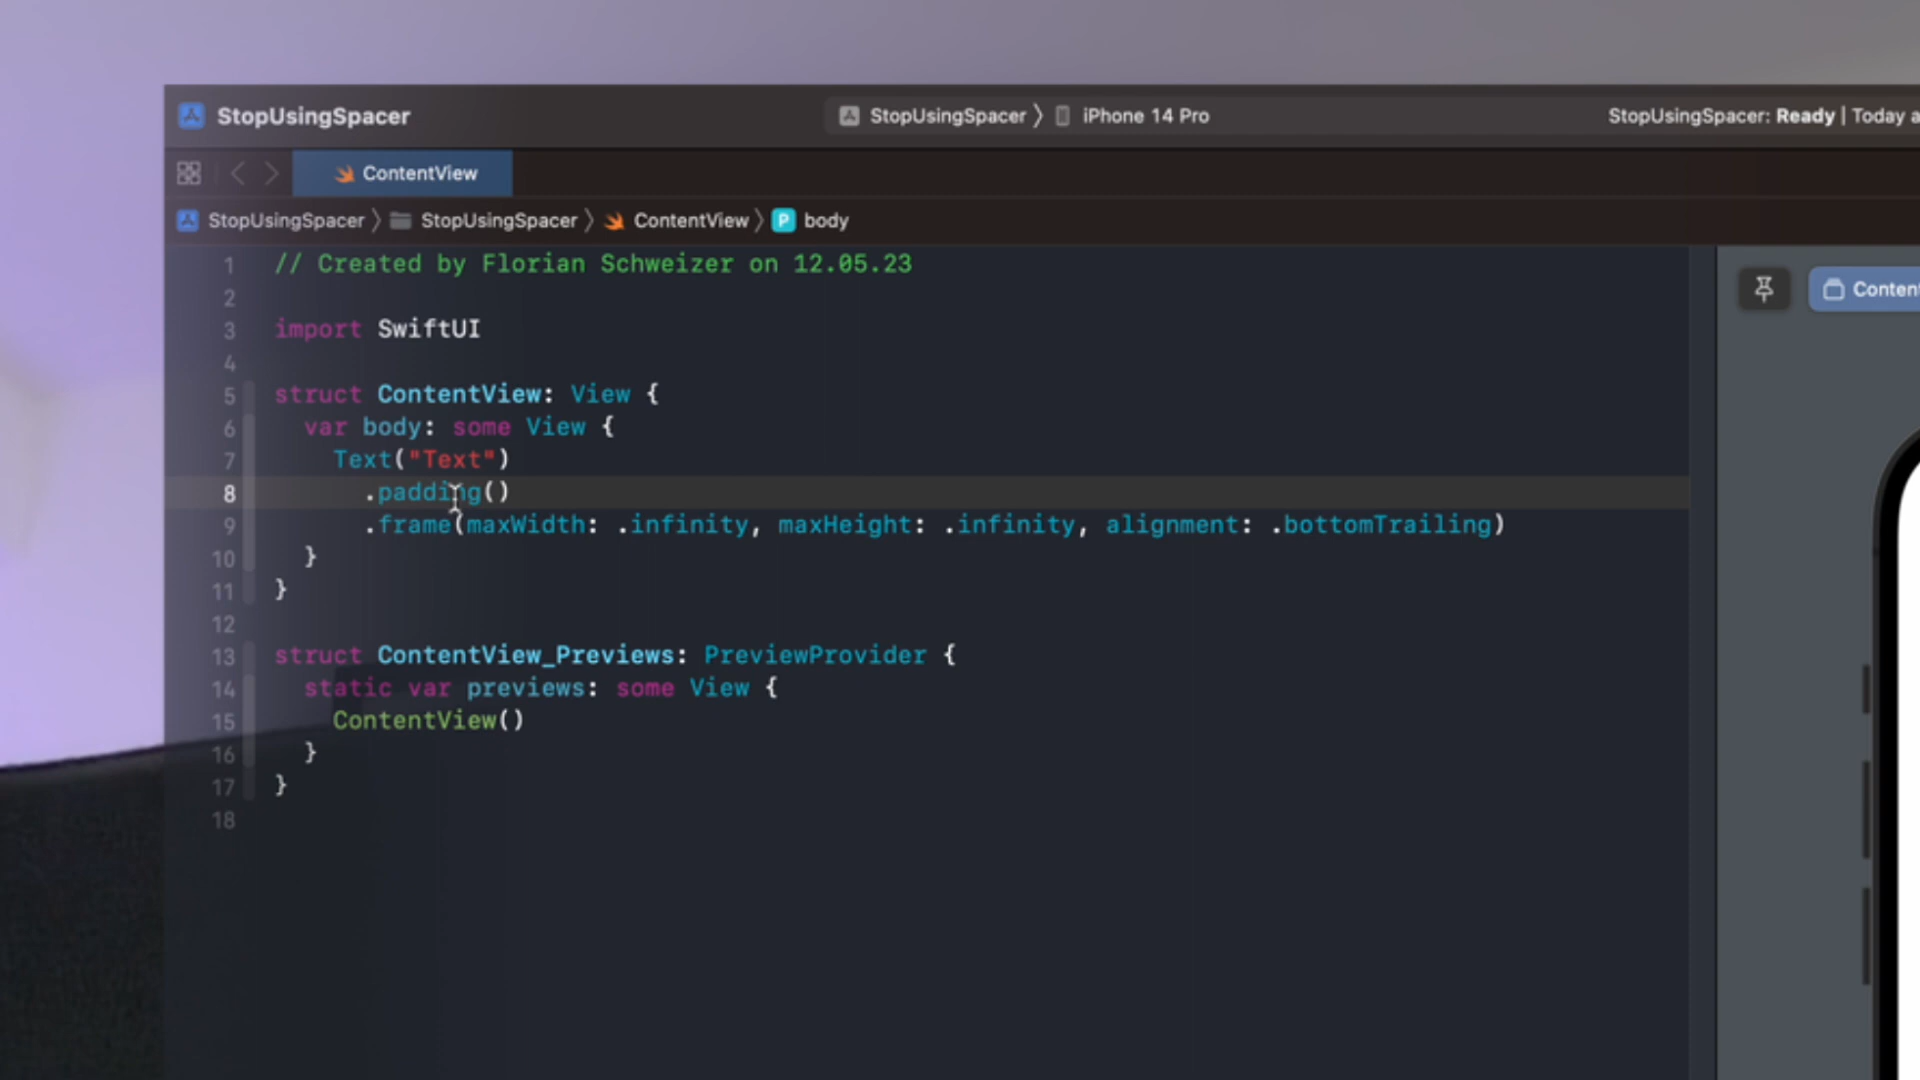 StopUsingSpacer
StopUsingSpacer 〉 iPhone 14 Pro
StopUsingSpacer: Ready | Today a
ContentView
StopUsingSpacer 〉 StopUsingSpacer 〉 ContentView 〉 P body
1 // Created by Florian Schweizer on 12.05.23
2
3 import SwiftUI
4
5 struct ContentView: View {
6   var body: some View {
7     Text("Text")
8       .padding()
9       .frame(maxWidth: .infinity, maxHeight: .infinity, alignment: .bottomTrailing)
10   }
11 }
12
13 struct ContentView_Previews: PreviewProvider {
14   static var previews: some View {
15     ContentView()
16   }
17 }
18
Content